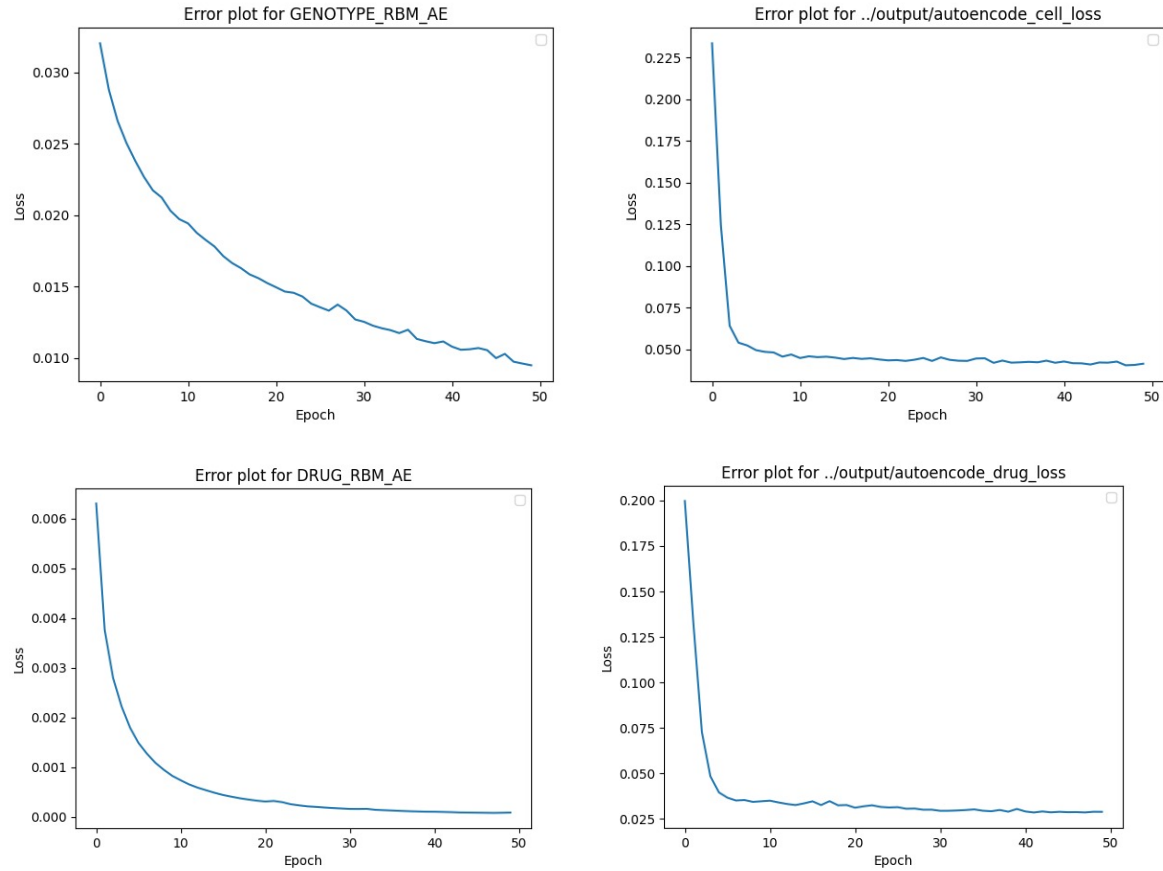 Error plot for GENOTYPE_RBM_AE
0.030
0.025
0.020
0.015
0.010
Loss
0 10 20 30 40 50
Epoch
Error plot for ../output/autoencode_cell_loss
0.225
0.200
0.175
0.150
0.125
0.100
0.075
0.050
Loss
0 10 20 30 40 50
Epoch
Error plot for DRUG_RBM_AE
0.006
0.005
0.004
0.003
0.002
0.001
0.000
Loss
0 10 20 30 40 50
Epoch
Error plot for ../output/autoencode_drug_loss
0.200
0.175
0.150
0.125
0.100
0.075
0.050
0.025
Loss
0 10 20 30 40 50
Epoch